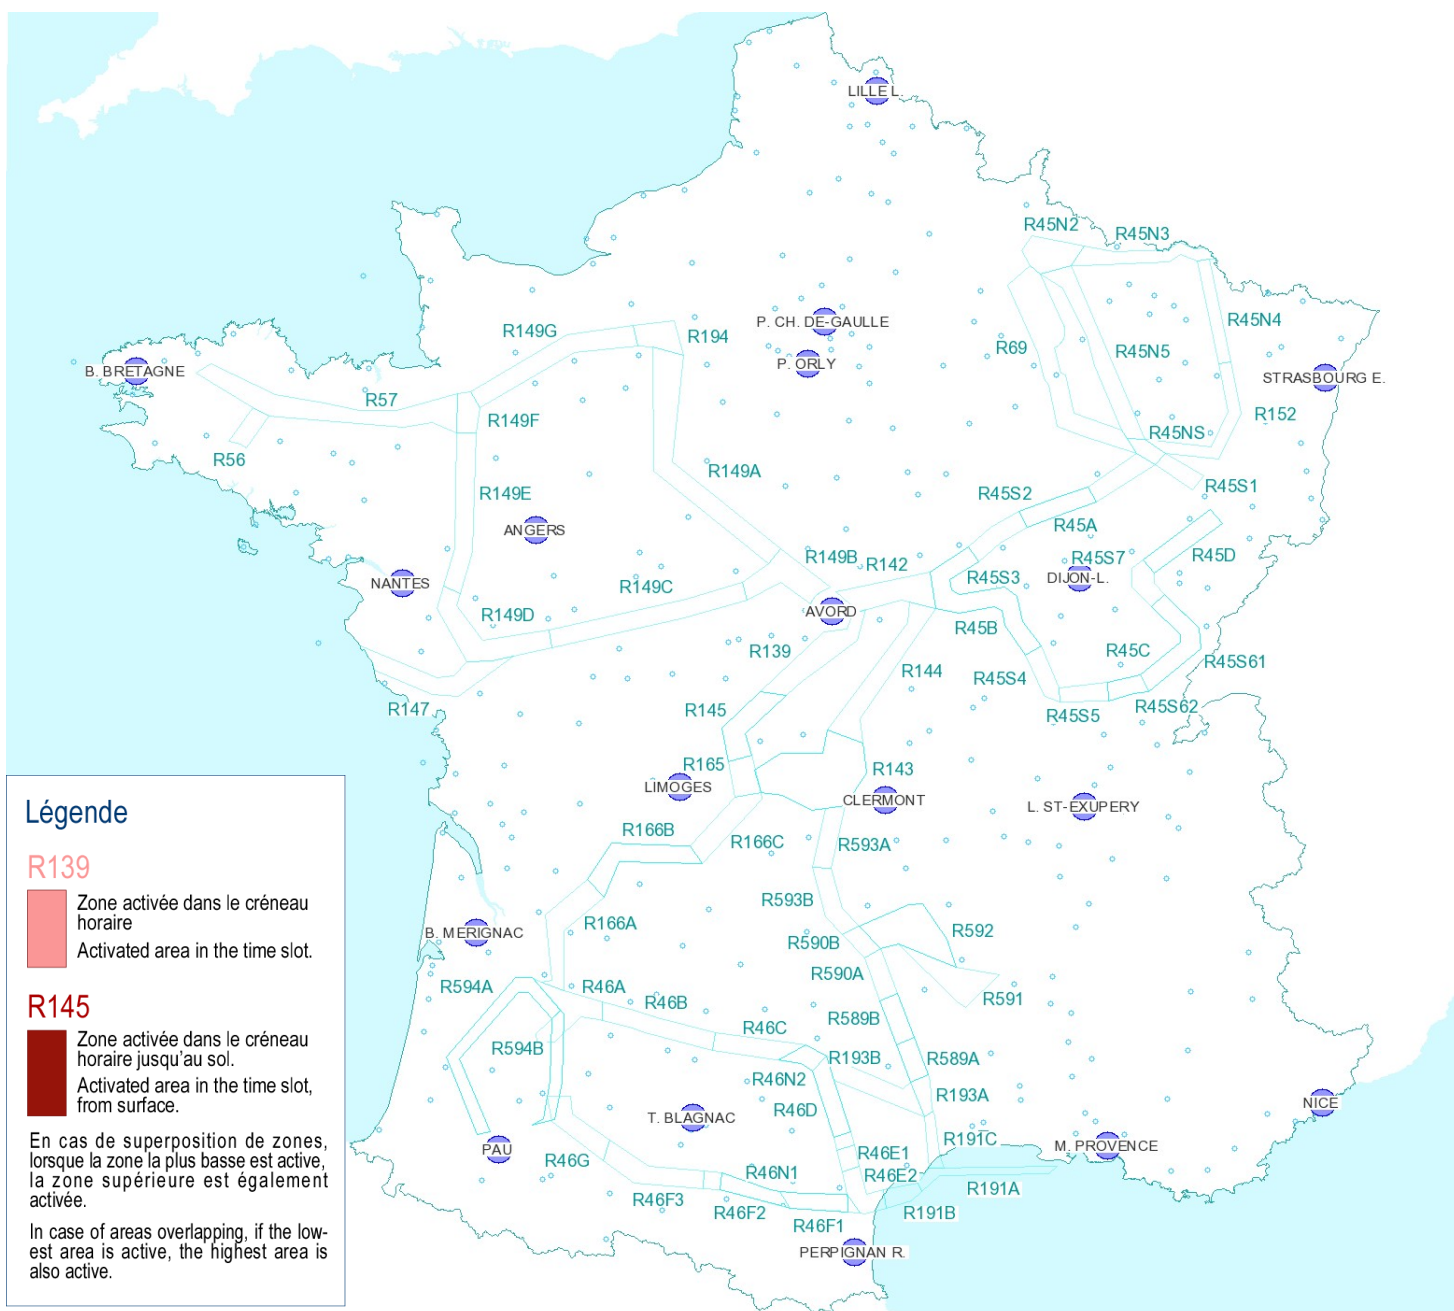 LILLE L.
R45N2
R45N3
P. CH. DE-GAULLE
R149G
R194
R45N4
R69
R45N5
P. ORLY
B. BRETAGNE
STRASBOURG E.
R57
R149F
R152
R45NS
R56
R149A
R149E
R45S2
R45S1
R45A
ANGERS
R149B
R142
R45S7
R45D
NANTES
R149C
R45S3
DIJON-L.
R149D
AVORD
R45B
R139
R45C
R45S61
R144
R45S4
R147
R145
R45S5
R45S62
R165
R143
LIMOGES
CLERMONT
L. ST-EXUPERY
R166B
R166C
R593A
R593B
R166A
B. MERIGNAC
R590B
R592
R594A
R46A
R590A
R46B
R591
R46C
R589B
R594B
R193B
R589A
R46N2
R193A
R46D
T. BLAGNAC
NICE
PAU
R191C
M. PROVENCE
R46G
R46E1
R46N1
R46E2
R191A
R46F3
R46F2
R46F1
R191B
PERPIGNAN R.
Légende
R139
Zone activée dans le créneau
horaire
Activated area in the time slot.
R145
Zone activée dans le créneau
horaire jusqu'au sol.
Activated area in the time slot,
from surface.
En cas de superposition de zones,
lorsque la zone la plus basse est active,
la zone supérieure est également
activée.
In case of areas overlapping, if the low-
est area is active, the highest area is
also active.